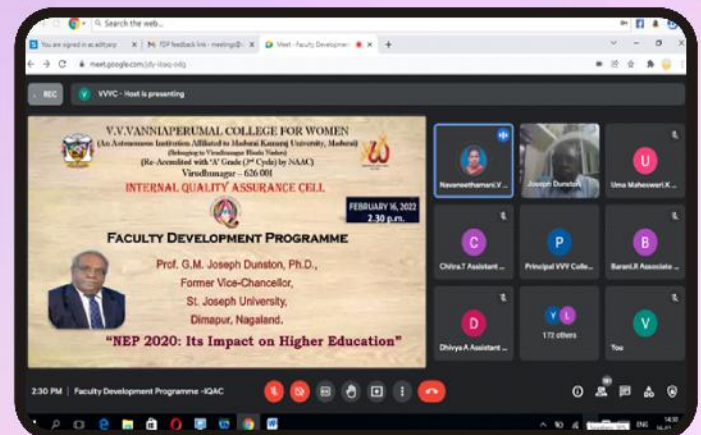 Search the web...
You are signed in as
FDP feedback link - meetings@
Meet - Faculty Developmen
meet.google.com/
REC
V
VVVC - Host is presenting
V.V.VANNIAPERUMAL COLLEGE FOR WOMEN
(An Autonomous Institution Affiliated to Madurai Kamaraj University, Madurai)
(Belonging to Virudhunagar Hindu Nadars)
(Re-Accredited with 'A' Grade (3rd Cycle) by NAAC)
Virudhunagar – 626 001
INTERNAL QUALITY ASSURANCE CELL
FEBRUARY 16, 2022
2.30 p.m.
FACULTY DEVELOPMENT PROGRAMME
Prof. G.M. Joseph Dunston, Ph.D.,
Former Vice-Chancellor,
St. Joseph University,
Dimapur, Nagaland.
“NEP 2020: Its Impact on Higher Education”
Navaneethamani.V ...
Joseph Dunston
U
Uma Maheswari.K ...
C
Chitra.T Assistant ...
P
Principal VVV Colle...
B
Barani.R Associate ...
D
Dhivya A Assistant ...
Y L
172 others
V
You
2:30 PM | Faculty Development Programme -IQAC
ENG